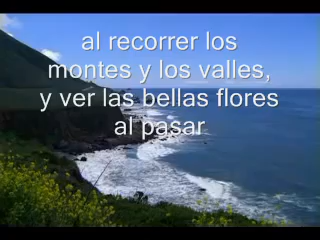 al recorrer los
montes y los valles,
y ver las bellas flores
al pasar